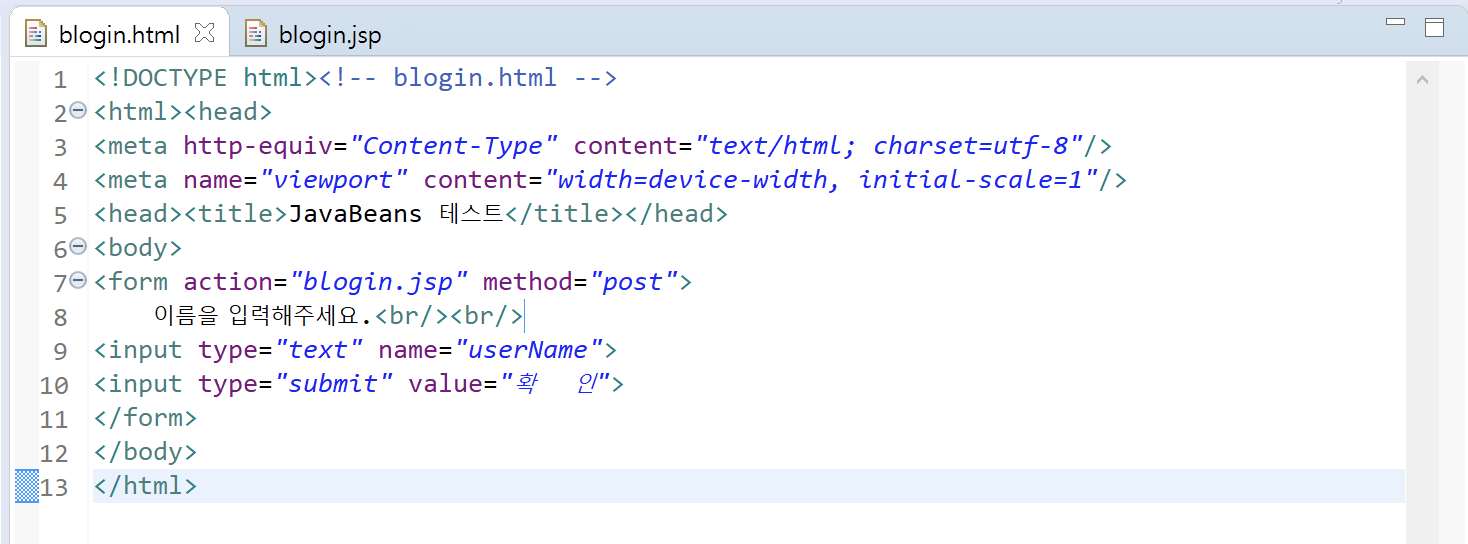 blogin.html blogin.jsp
1 <!DOCTYPE html><!-- blogin.html -->
2 <html><head>
3 <meta http-equiv="Content-Type" content="text/html; charset=utf-8"/>
4 <meta name="viewport" content="width=device-width, initial-scale=1"/>
5 <head><title>JavaBeans 테스트</title></head>
6 <body>
7 <form action="blogin.jsp" method="post">
8     이름을 입력해주세요.<br/><br/>
9 <input type="text" name="userName">
10 <input type="submit" value="확   인">
11 </form>
12 </body>
13 </html>